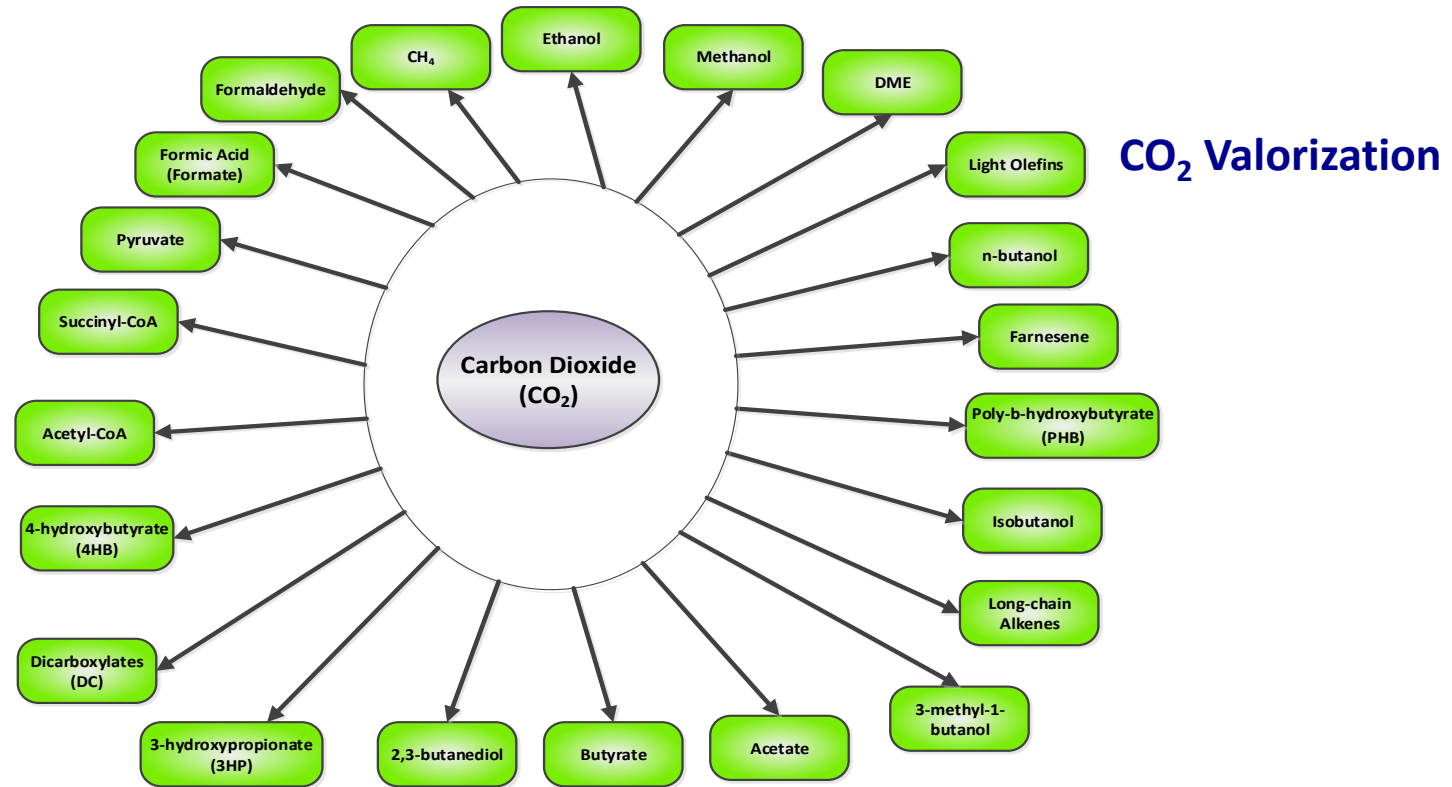 Ethanol
CH₄
Methanol
DME
Formaldehyde
Formic Acid
(Formate)
Light Olefins
CO₂ Valorization
Pyruvate
n-butanol
Succinyl-CoA
Farnesene
Carbon Dioxide
(CO₂)
Acetyl-CoA
Poly-b-hydroxybutyrate
(PHB)
4-hydroxybutyrate
(4HB)
Isobutanol
Long-chain
Alkenes
Dicarboxylates
(DC)
3-methyl-1-
butanol
3-hydroxypropionate
(3HP)
2,3-butanediol
Butyrate
Acetate